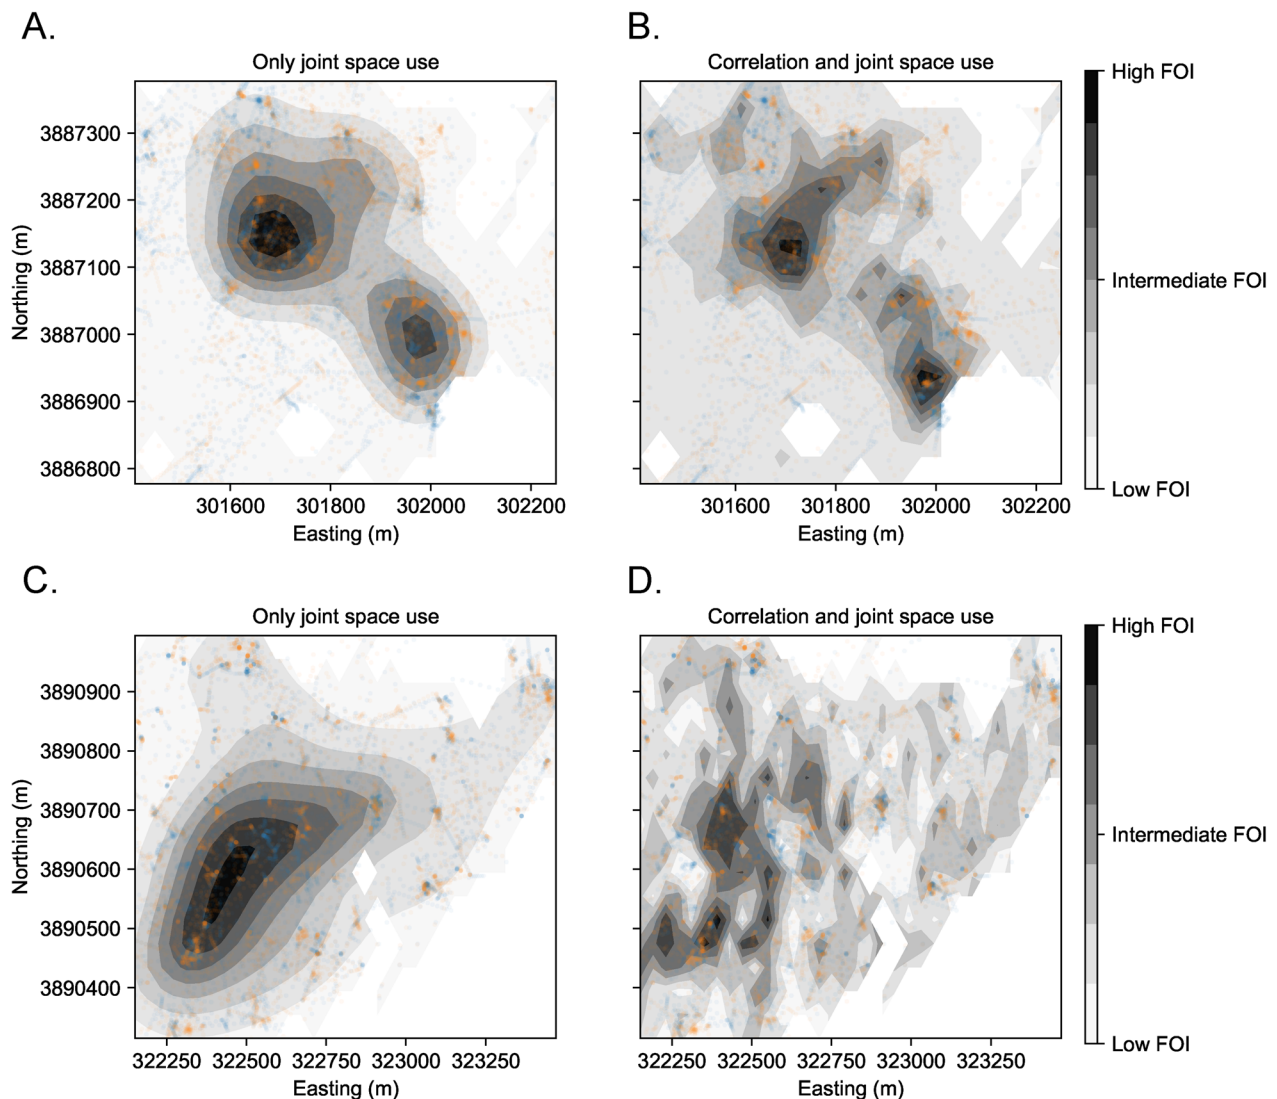 A.
B.
Only joint space use
Correlation and joint space use
High FOI
Intermediate FOI
Low FOI
3887300
3887200
3887100
3887000
3886900
3886800
Northing (m)
301600 301800 302000 302200
Easting (m)
301600 301800 302000 302200
Easting (m)
C.
D.
Only joint space use
Correlation and joint space use
High FOI
Intermediate FOI
Low FOI
3890900
3890800
3890700
3890600
3890500
3890400
Northing (m)
322250 322500 322750 323000 323250
Easting (m)
322250 322500 322750 323000 323250
Easting (m)